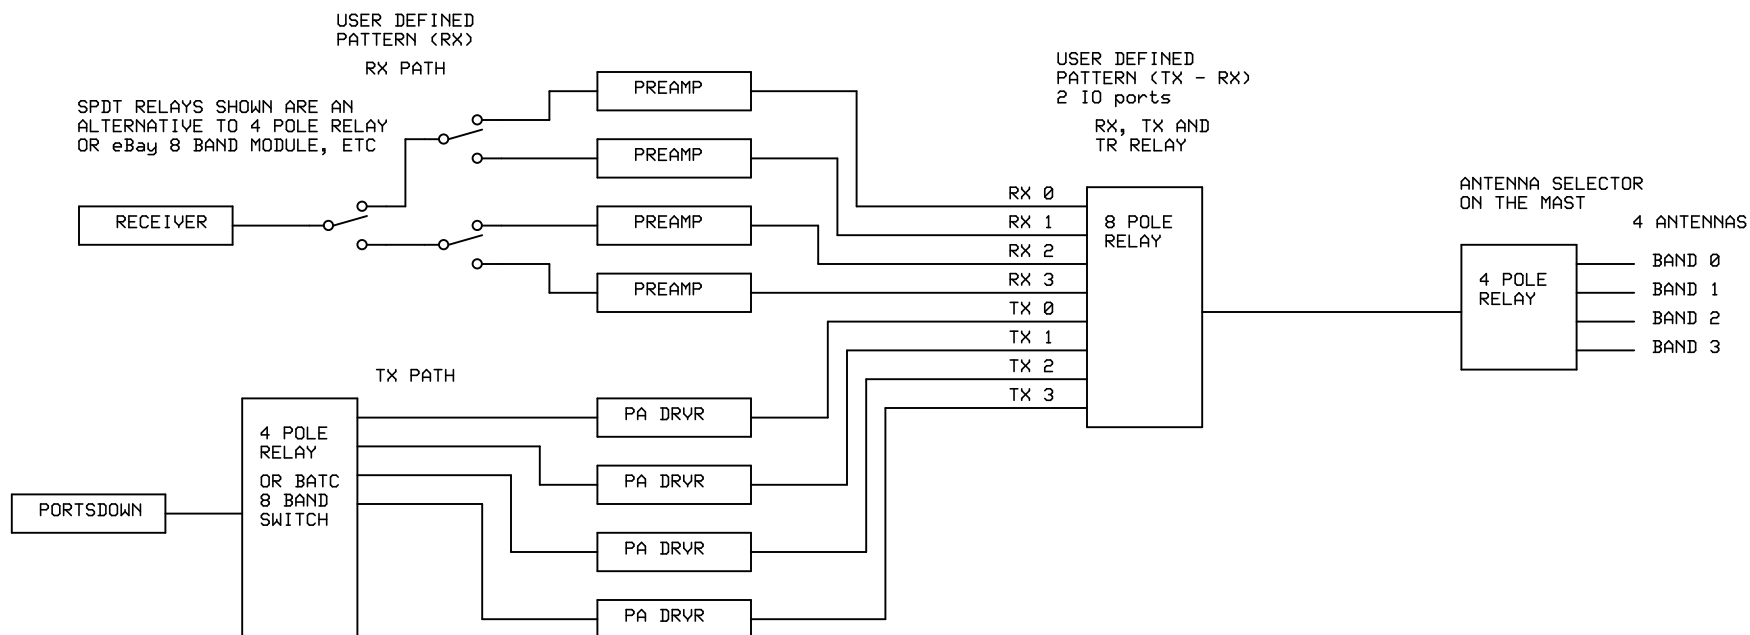 USER DEFINED
PATTERN (RX)
RX PATH
SPDT RELAYS SHOWN ARE AN
ALTERNATIVE TO 4 POLE RELAY
OR eBay 8 BAND MODULE, ETC
RECEIVER
PREAMP
PREAMP
PREAMP
PREAMP
USER DEFINED
PATTERN (TX - RX)
2 IO ports
RX, TX AND
TR RELAY
RX 0
RX 1
RX 2
RX 3
TX 0
TX 1
TX 2
TX 3
8 POLE
RELAY
ANTENNA SELECTOR
ON THE MAST
4 ANTENNAS
4 POLE
RELAY
BAND 0
BAND 1
BAND 2
BAND 3
TX PATH
4 POLE
RELAY
OR BATC
8 BAND
SWITCH
PORTSDOWN
PA DRVR
PA DRVR
PA DRVR
PA DRVR